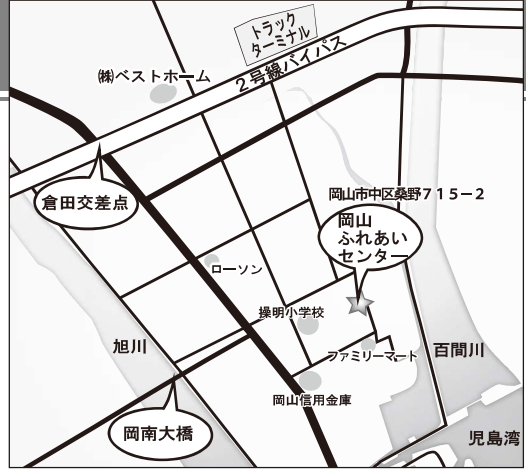 トラック
ターミナル
2号線バイパス
㈱ベストホーム
倉田交差点
岡山市中区桑野715−2
岡山
ふれあい
センター
ローソン
操明小学校
旭川
ファミリーマート
百間川
岡山信用金庫
岡南大橋
児島湾